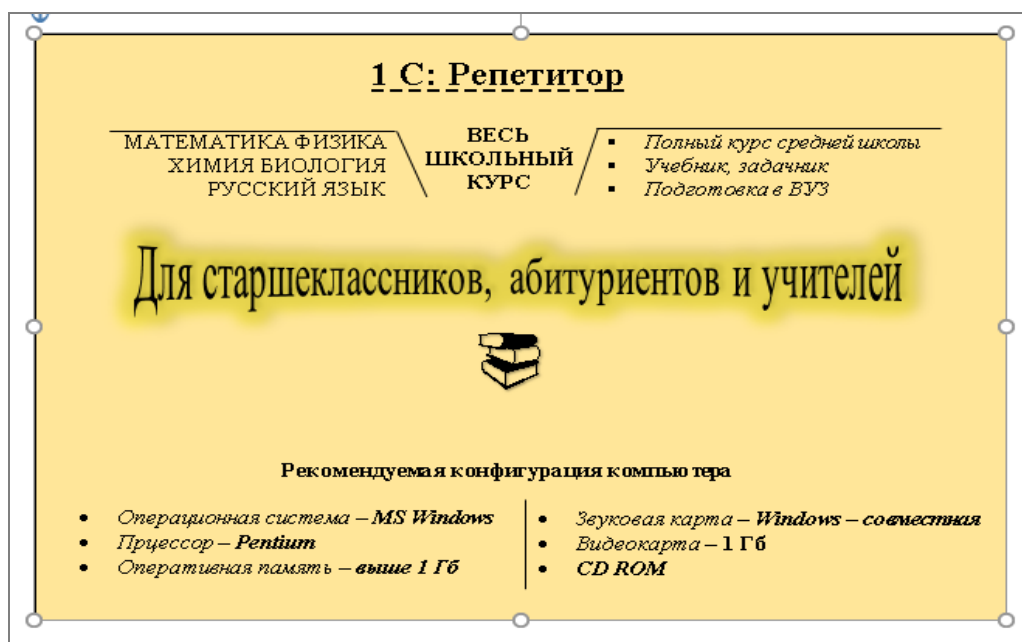 1 С: Репетитор
МАТЕМАТИКА ФИЗИКА
ХИМИЯ БИОЛОГИЯ
РУССКИЙ ЯЗЫК
ВЕСЬ
ШКОЛЬНЫЙ
КУРС
▪ Полный курс средней школы
▪ Учебник, задачник
▪ Подготовка в ВУЗ
Для старшеклассников, абитуриентов и учителей
Рекомендуемая конфигурация компьютера
• Операционная система – MS Windows
• Прцессор – Pentium
• Оперативная память – выше 1 Гб
• Звуковая карта – Windows – совместная
• Видеокарта – 1 Гб
• CD ROM